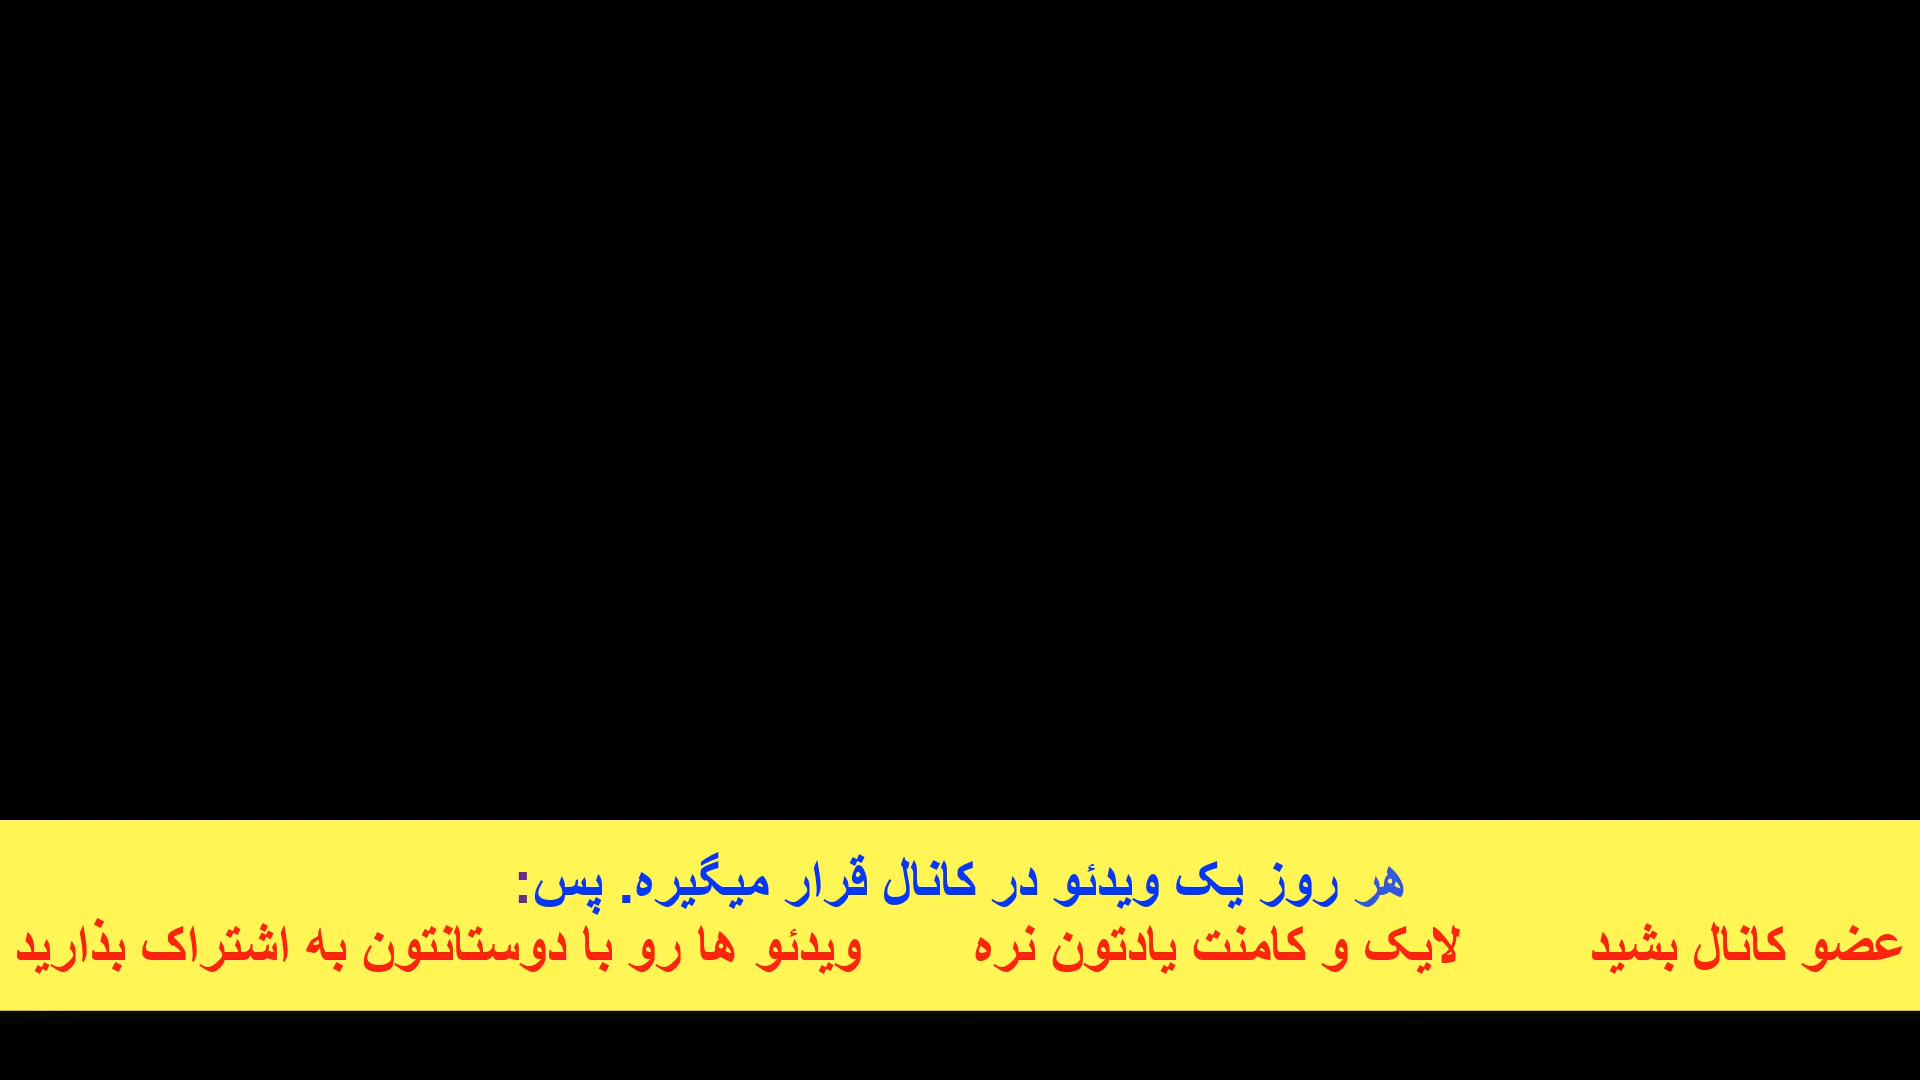 هر روز یک ویدئو در کانال قرار میگیره. پس:
عضو کانال بشید لایک و کامنت یادتون نره ویدئو ها رو با دوستانتون به اشتراک بذارید